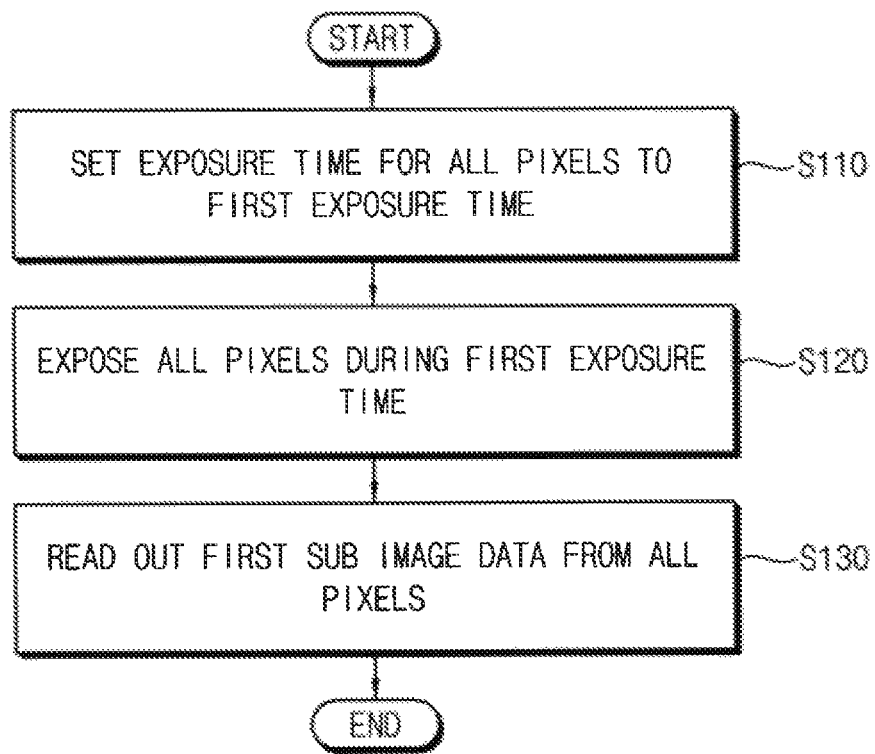 START
SET EXPOSURE TIME FOR ALL PIXELS TO
FIRST EXPOSURE TIME
S110
EXPOSE ALL PIXELS DURING FIRST EXPOSURE
TIME
S120
READ OUT FIRST SUB IMAGE DATA FROM ALL
PIXELS
S130
END